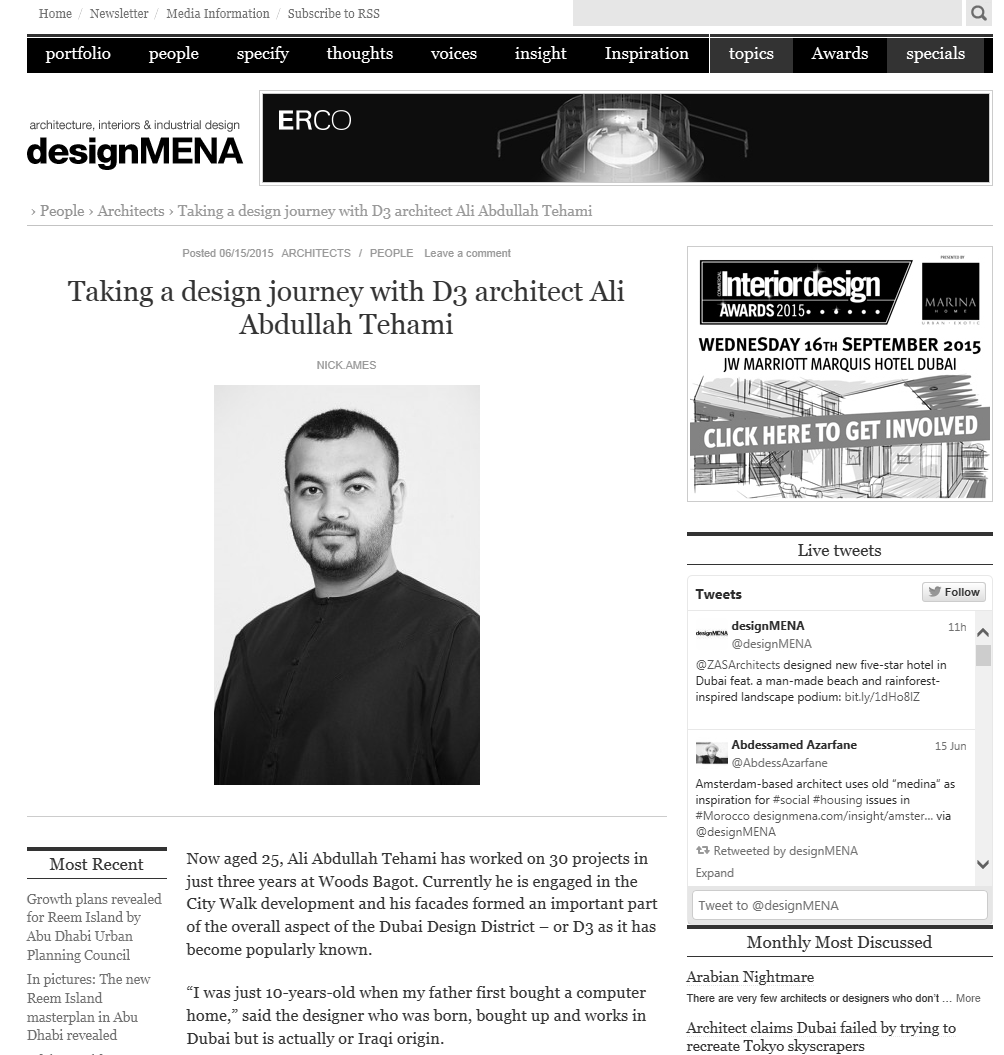 Home / Newsletter / Media Information / Subscribe to RSS
portfolio people specify thoughts voices insight Inspiration topics Awards specials
architecture, interiors & industrial design
designMENA
ERCO
› People › Architects › Taking a design journey with D3 architect Ali Abdullah Tehami
Posted 06/15/2015 ARCHITECTS / PEOPLE Leave a comment
Taking a design journey with D3 architect Ali
Abdullah Tehami
NICK.AMES
Most Recent
Growth plans revealed
for Reem Island by
Abu Dhabi Urban
Planning Council
In pictures: The new
Reem Island
masterplan in Abu
Dhabi revealed
Now aged 25, Ali Abdullah Tehami has worked on 30 projects in
just three years at Woods Bagot. Currently he is engaged in the
City Walk development and his facades formed an important part
of the overall aspect of the Dubai Design District – or D3 as it has
become popularly known.
“I was just 10-years-old when my father first bought a computer
home,” said the designer who was born, bought up and works in
Dubai but is actually or Iraqi origin.
COMMERCIAL
Interior design
AWARDS 2015
PRESENTED BY
MARINA
HOME
URBAN | EXOTIC
WEDNESDAY 16TH SEPTEMBER 2015
JW MARRIOTT MARQUIS HOTEL DUBAI
CLICK HERE TO GET INVOLVED
Live tweets
Tweets Follow
designMENA designMENA 11h
@designMENA
@ZASArchitects designed new five-star hotel in
Dubai feat. a man-made beach and rainforest-
inspired landscape podium: bit.ly/1dHo8lZ
Abdessamed Azarfane 15 Jun
@AbdessAzarfane
Amsterdam-based architect uses old “medina” as
inspiration for #social #housing issues in
#Morocco designmena.com/insight/amster... via
@designMENA
Retweeted by designMENA
Expand
Tweet to @designMENA
Monthly Most Discussed
Arabian Nightmare
There are very few architects or designers who don’t ... More
Architect claims Dubai failed by trying to
recreate Tokyo skyscrapers